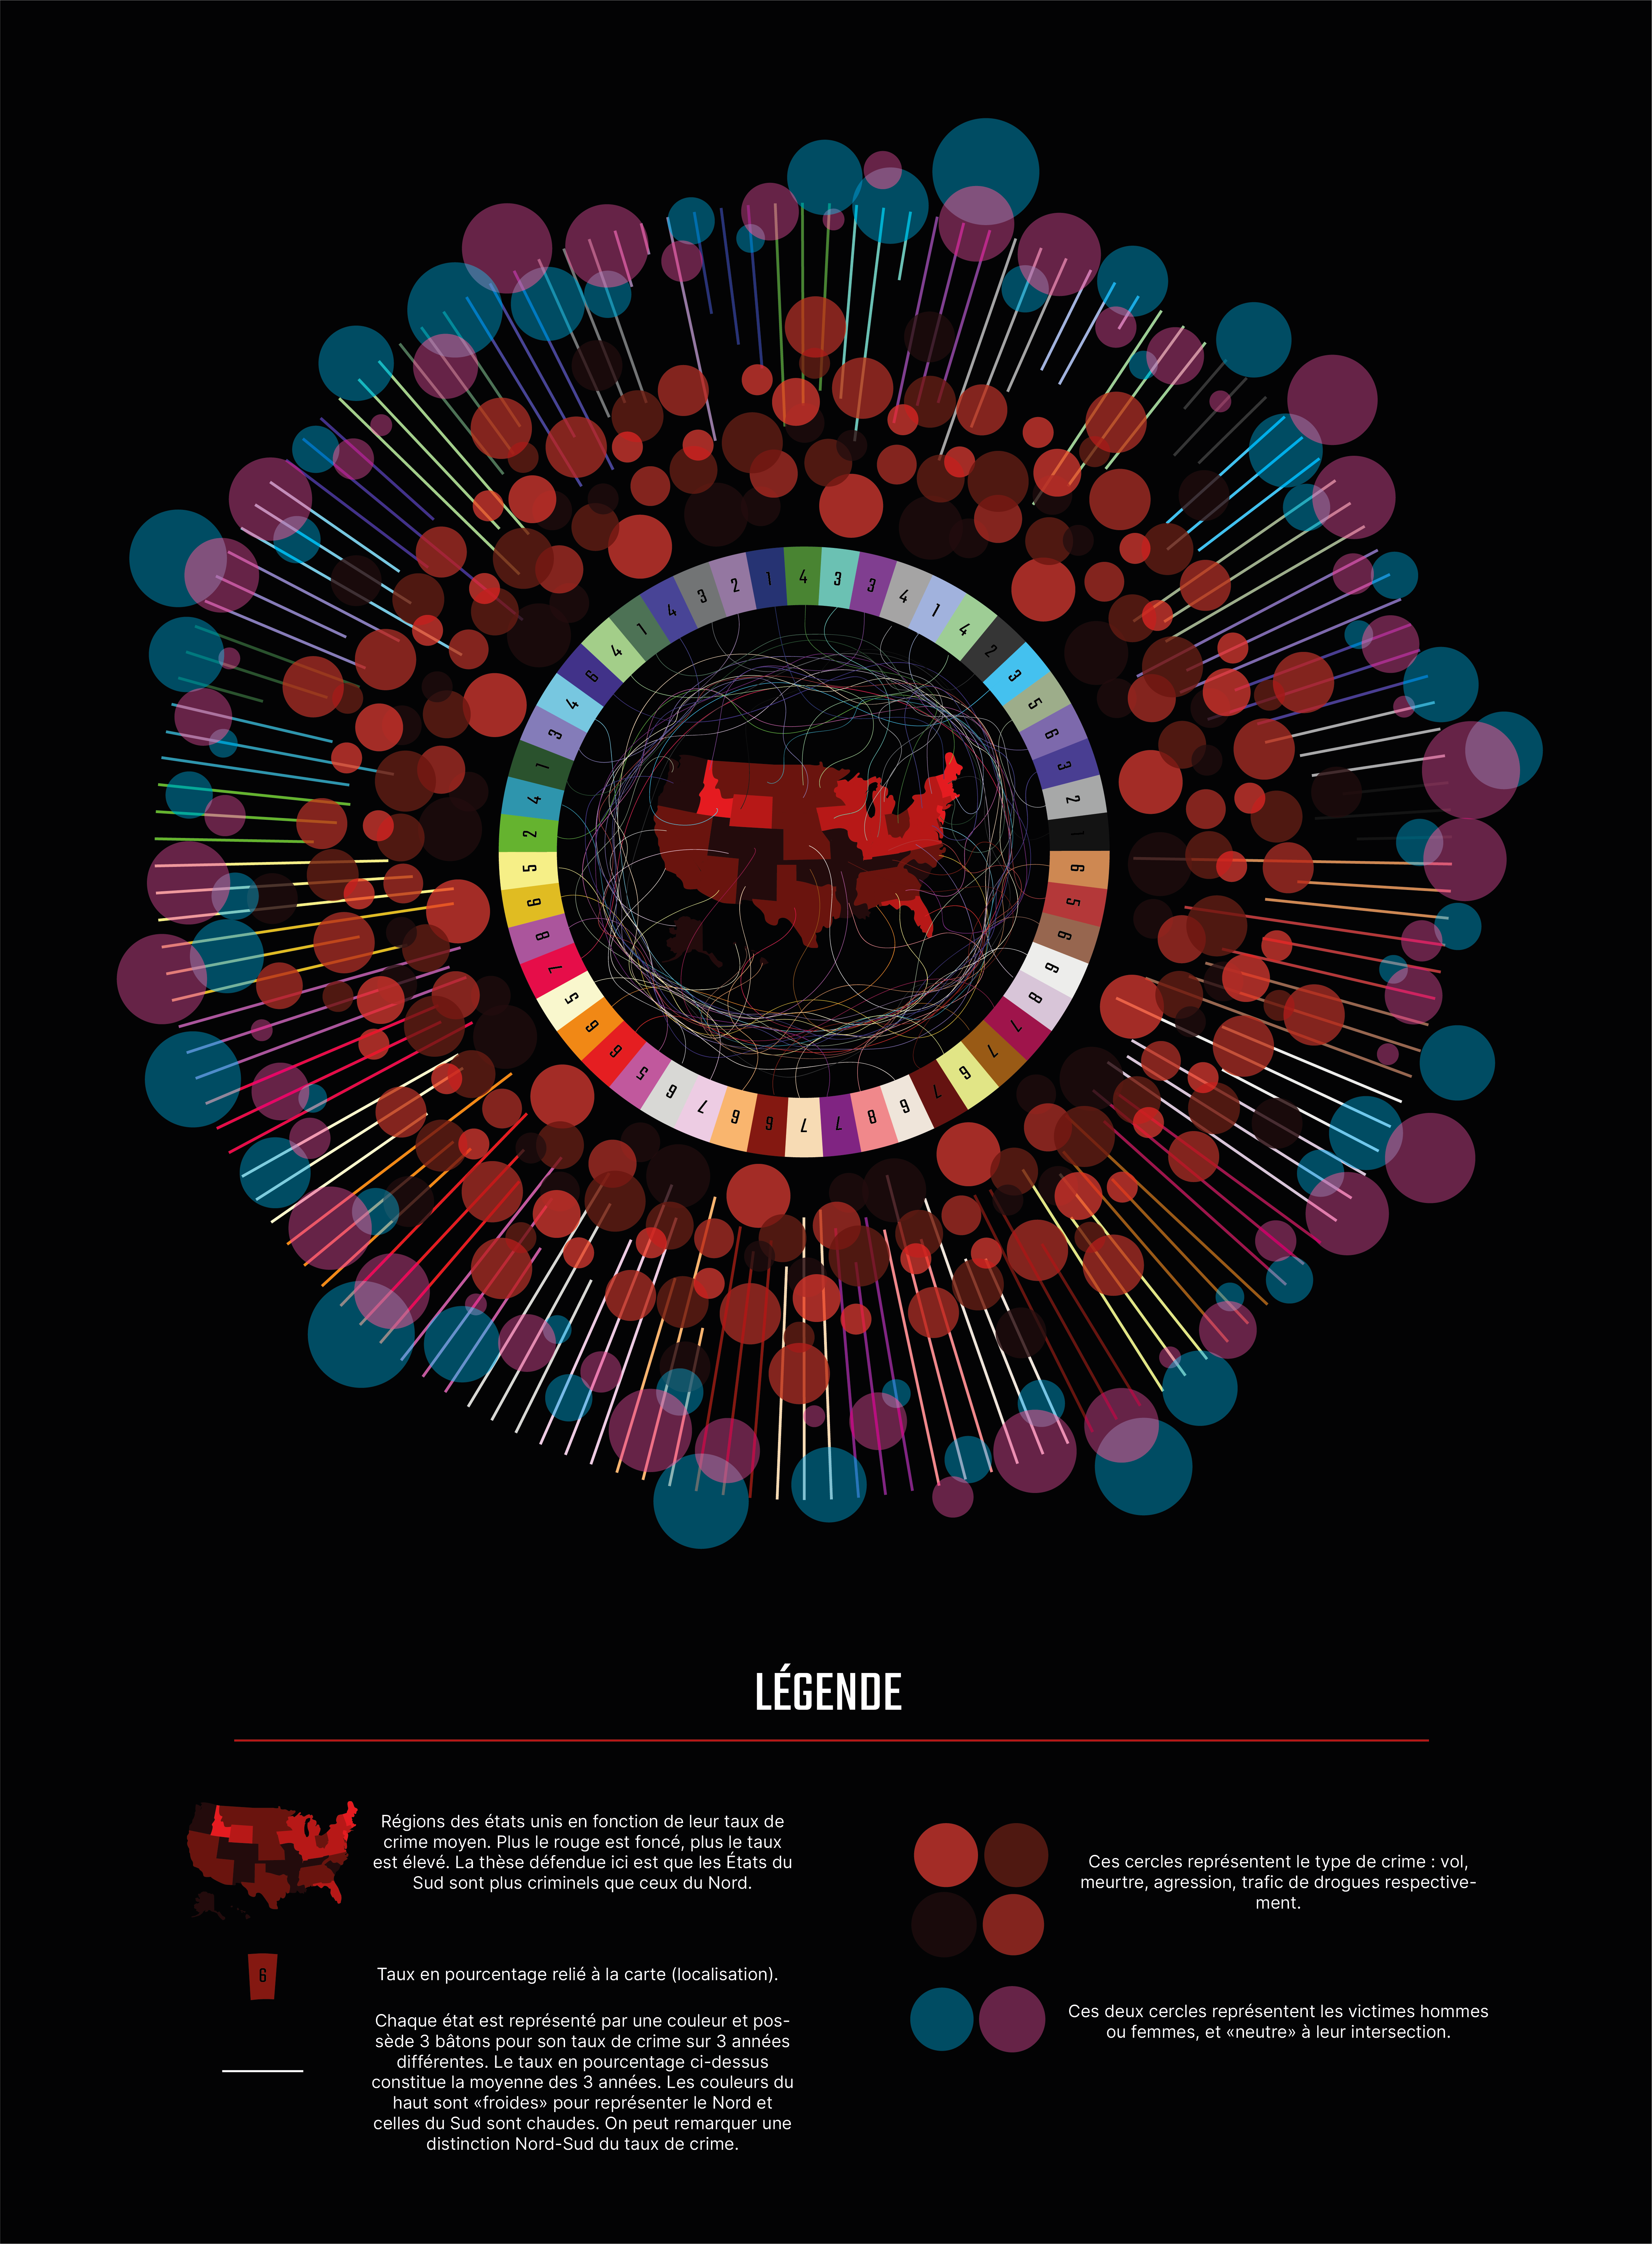 4
3
3
4
1
4
2
3
5
6
3
2
1
6
5
6
6
8
7
7
6
7
6
8
7
7
6
6
7
6
5
6
6
5
7
8
6
5
2
4
1
3
4
6
4
1
4
3
2
1
LÉGENDE
Régions des états unis en fonction de leur taux de
crime moyen. Plus le rouge est foncé, plus le taux
est élevé. La thèse défendue ici est que les États du
Sud sont plus criminels que ceux du Nord.
6
Taux en pourcentage relié à la carte (localisation).
Chaque état est représenté par une couleur et pos-
sède 3 bâtons pour son taux de crime sur 3 années
différentes. Le taux en pourcentage ci-dessus
constitue la moyenne des 3 années. Les couleurs du
haut sont «froides» pour représenter le Nord et
celles du Sud sont chaudes. On peut remarquer une
distinction Nord-Sud du taux de crime.
Ces cercles représentent le type de crime : vol,
meurtre, agression, trafic de drogues respective-
ment.
Ces deux cercles représentent les victimes hommes
ou femmes, et «neutre» à leur intersection.